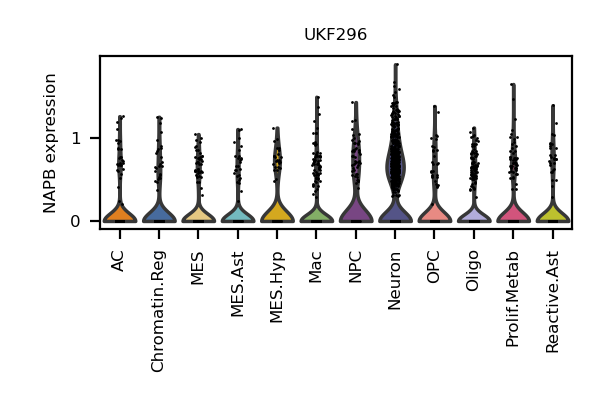 UKF296
NAPB expression
1
0
AC
Chromatin.Reg
MES
MES.Ast
MES.Hyp
Mac
NPC
Neuron
OPC
Oligo
Prolif.Metab
Reactive.Ast